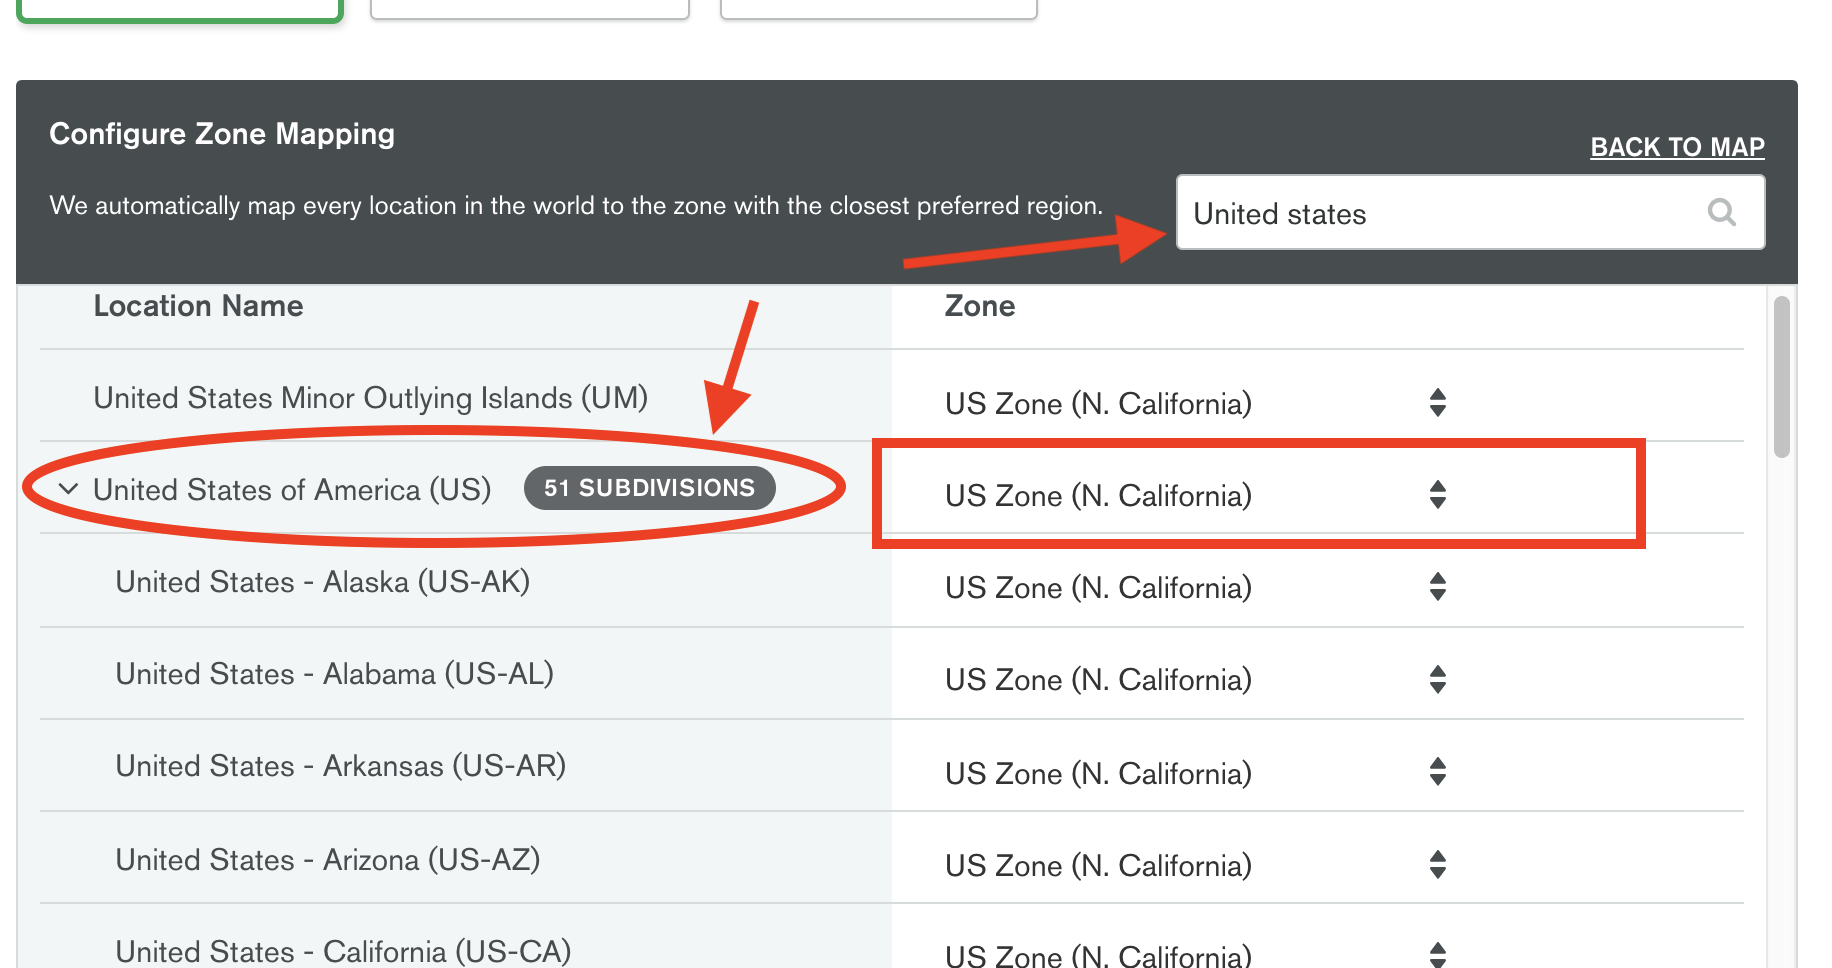 Configure Zone Mapping
BACK TO MAP
We automatically map every location in the world to the zone with the closest preferred region.
United states
Location Name Zone
United States Minor Outlying Islands (UM) US Zone (N. California)
United States of America (US) 51 SUBDIVISIONS US Zone (N. California)
United States - Alaska (US-AK) US Zone (N. California)
United States - Alabama (US-AL) US Zone (N. California)
United States - Arkansas (US-AR) US Zone (N. California)
United States - Arizona (US-AZ) US Zone (N. California)
United States - California (US-CA) US Zone (N. California)